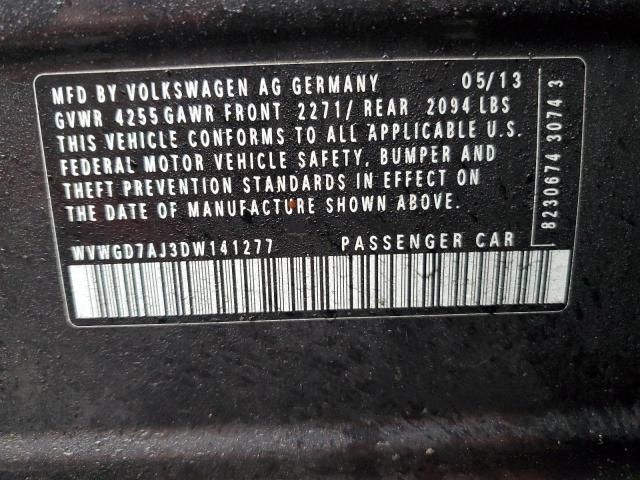 MFD BY VOLKSWAGEN AG GERMANY 05/13
GVWR 4255 GAWR FRONT 2271/ REAR 2094 LBS
THIS VEHICLE CONFORMS TO ALL APPLICABLE U.S.
FEDERAL MOTOR VEHICLE SAFETY, BUMPER AND
THEFT PREVENTION STANDARDS IN EFFECT ON
THE DATE OF MANUFACTURE SHOWN ABOVE.
WVWGD7AJ3DW141277 PASSENGER CAR
8230674 3074 3